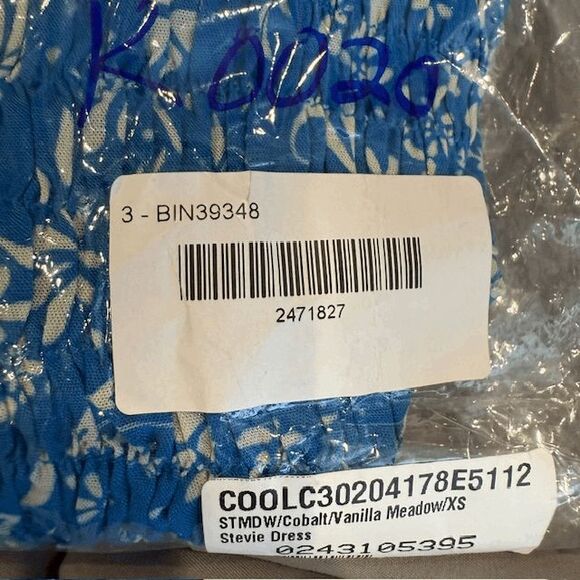 K 0020
3 - BIN39348
2471827
COOLC30204178E5112
STMDW/Cobalt/Vanilla Meadow/XS
Stevie Dress
0243105395